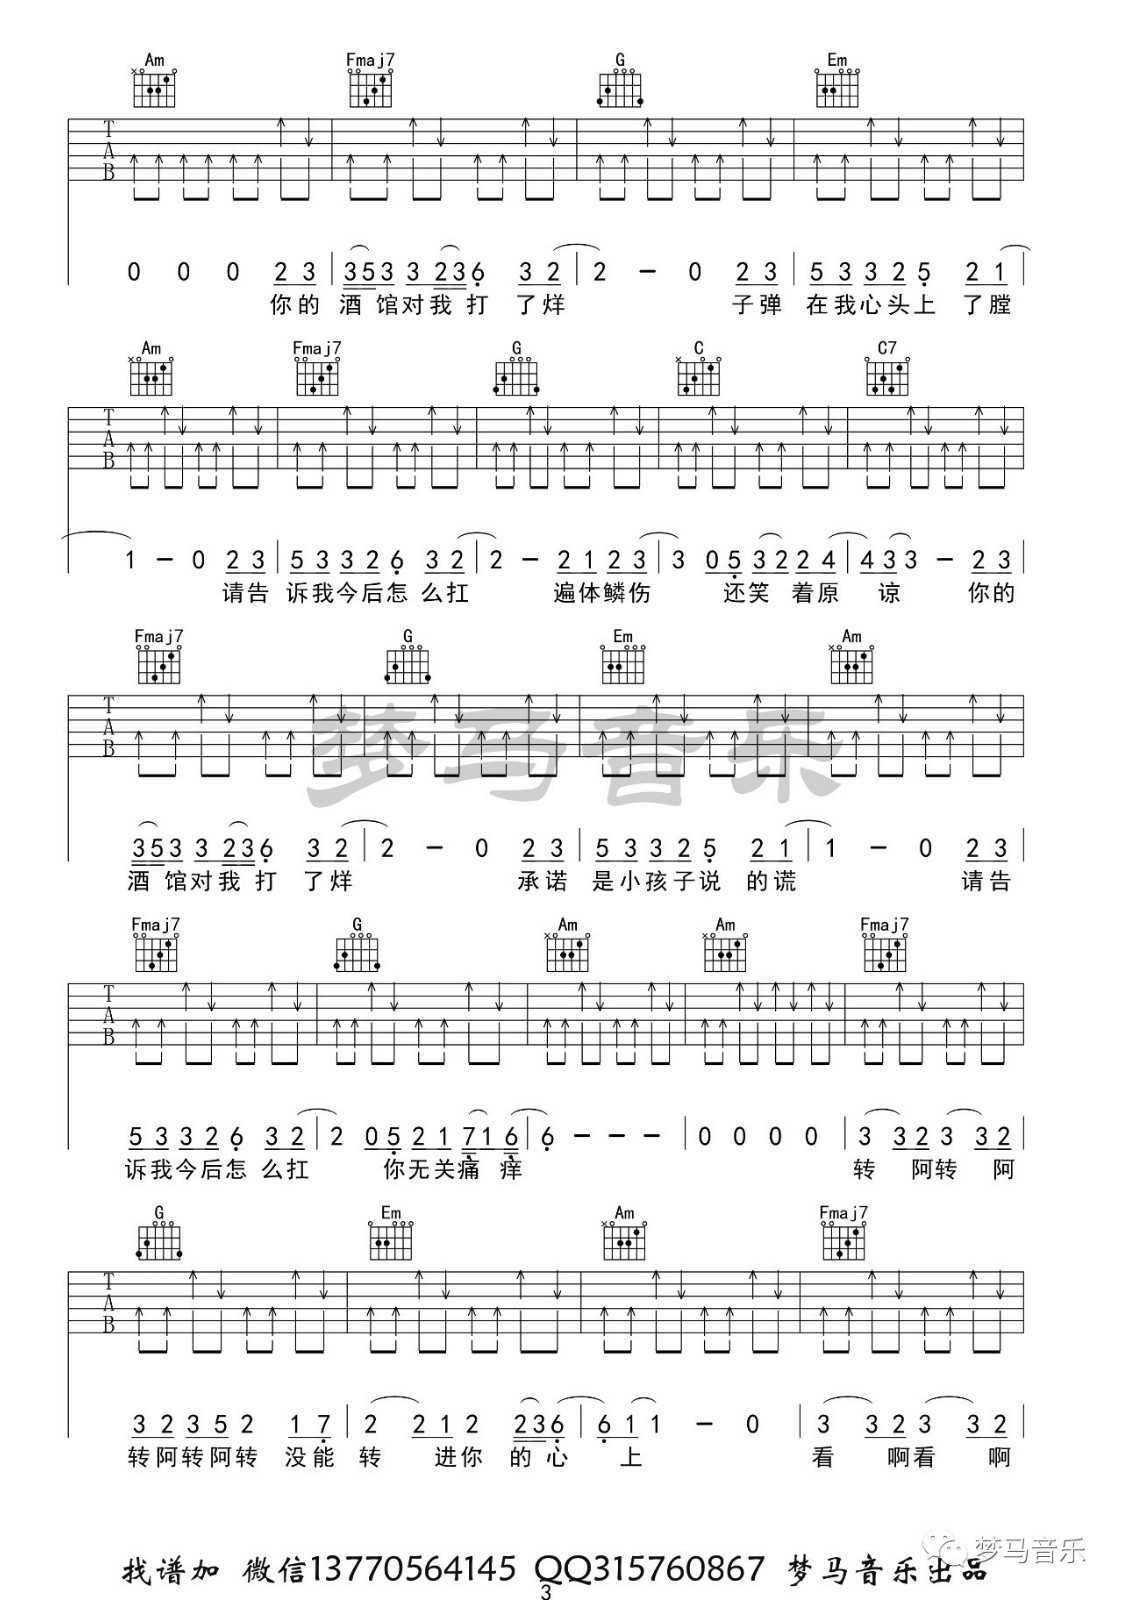 Am Fmaj7 G Em
T
A
B
0 0 0 2 3 | 3 5 3 3 2 3 6 3 2 | 2 - 0 2 3 | 5 3 3 2 5 2 1 |
你的 酒 馆对我 打 了烊 子弹 在我心头上 了膛
Am Fmaj7 G C C7
T
A
B
1 - 0 2 3 | 5 3 3 2 6 3 2 | 2 - 2 1 2 3 | 3 0 5 3 2 2 4 | 4 3 3 - 2 3 |
请告 诉我今后怎 么扛 遍体鳞伤 还笑 着原 谅 你的
Fmaj7 G Em Am
T
A
B
梦马音乐
3 5 3 3 2 3 6 3 2 | 2 - 0 2 3 | 5 3 3 2 5 2 1 | 1 - 0 2 3 |
酒 馆对我 打 了烊 承诺 是小孩子说 的谎 请告
Fmaj7 G Am Am Fmaj7
T
A
B
5 3 3 2 6 3 2 | 2 0 5 2 1 7 1 6 | 6 - - - | 0 0 0 0 | 3 3 2 3 3 2 |
诉我今后怎 么扛 你无关痛 痒 转 阿转 阿
G Em Am Fmaj7
T
A
B
3 2 3 5 2 1 7 | 2 2 1 2 2 3 6 | 6 1 1 - 0 | 3 3 2 3 3 2 |
转阿转阿转 没能 转 进你 的心 上 看 啊看 啊
梦马音乐
找谱加 微信13770564145 QQ315760867 梦马音乐出品
3